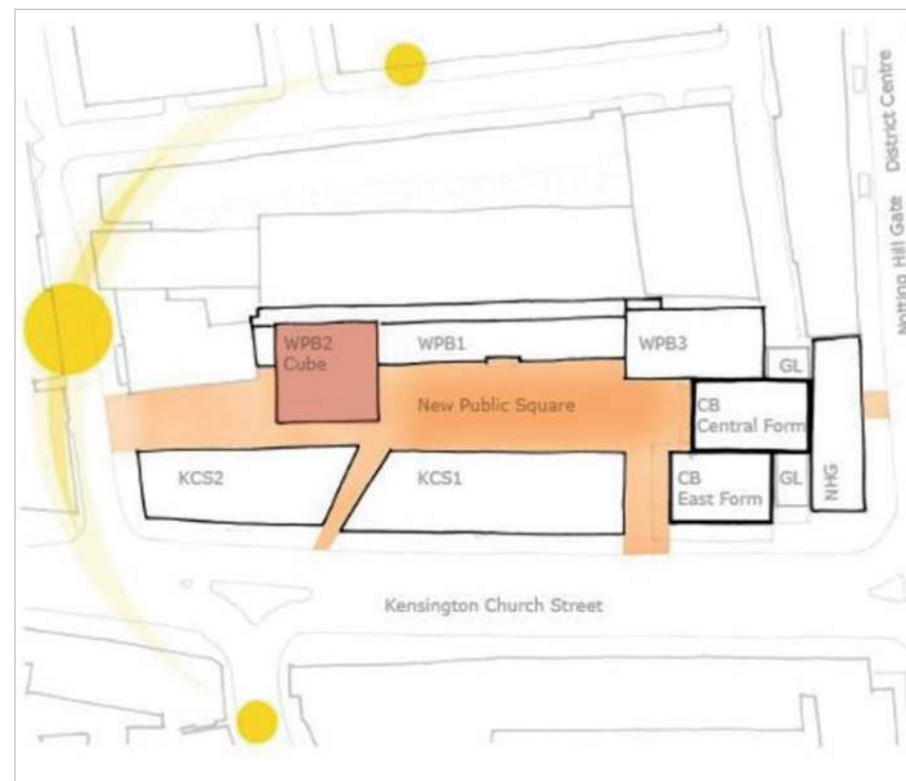 Notting Hill Gate District Centre
WPB2
Cube
WPB1
WPB3
GL
New Public Square
CB
Central Form
KCS2
KCS1
CB
East Form
GL
NHG
Kensington Church Street